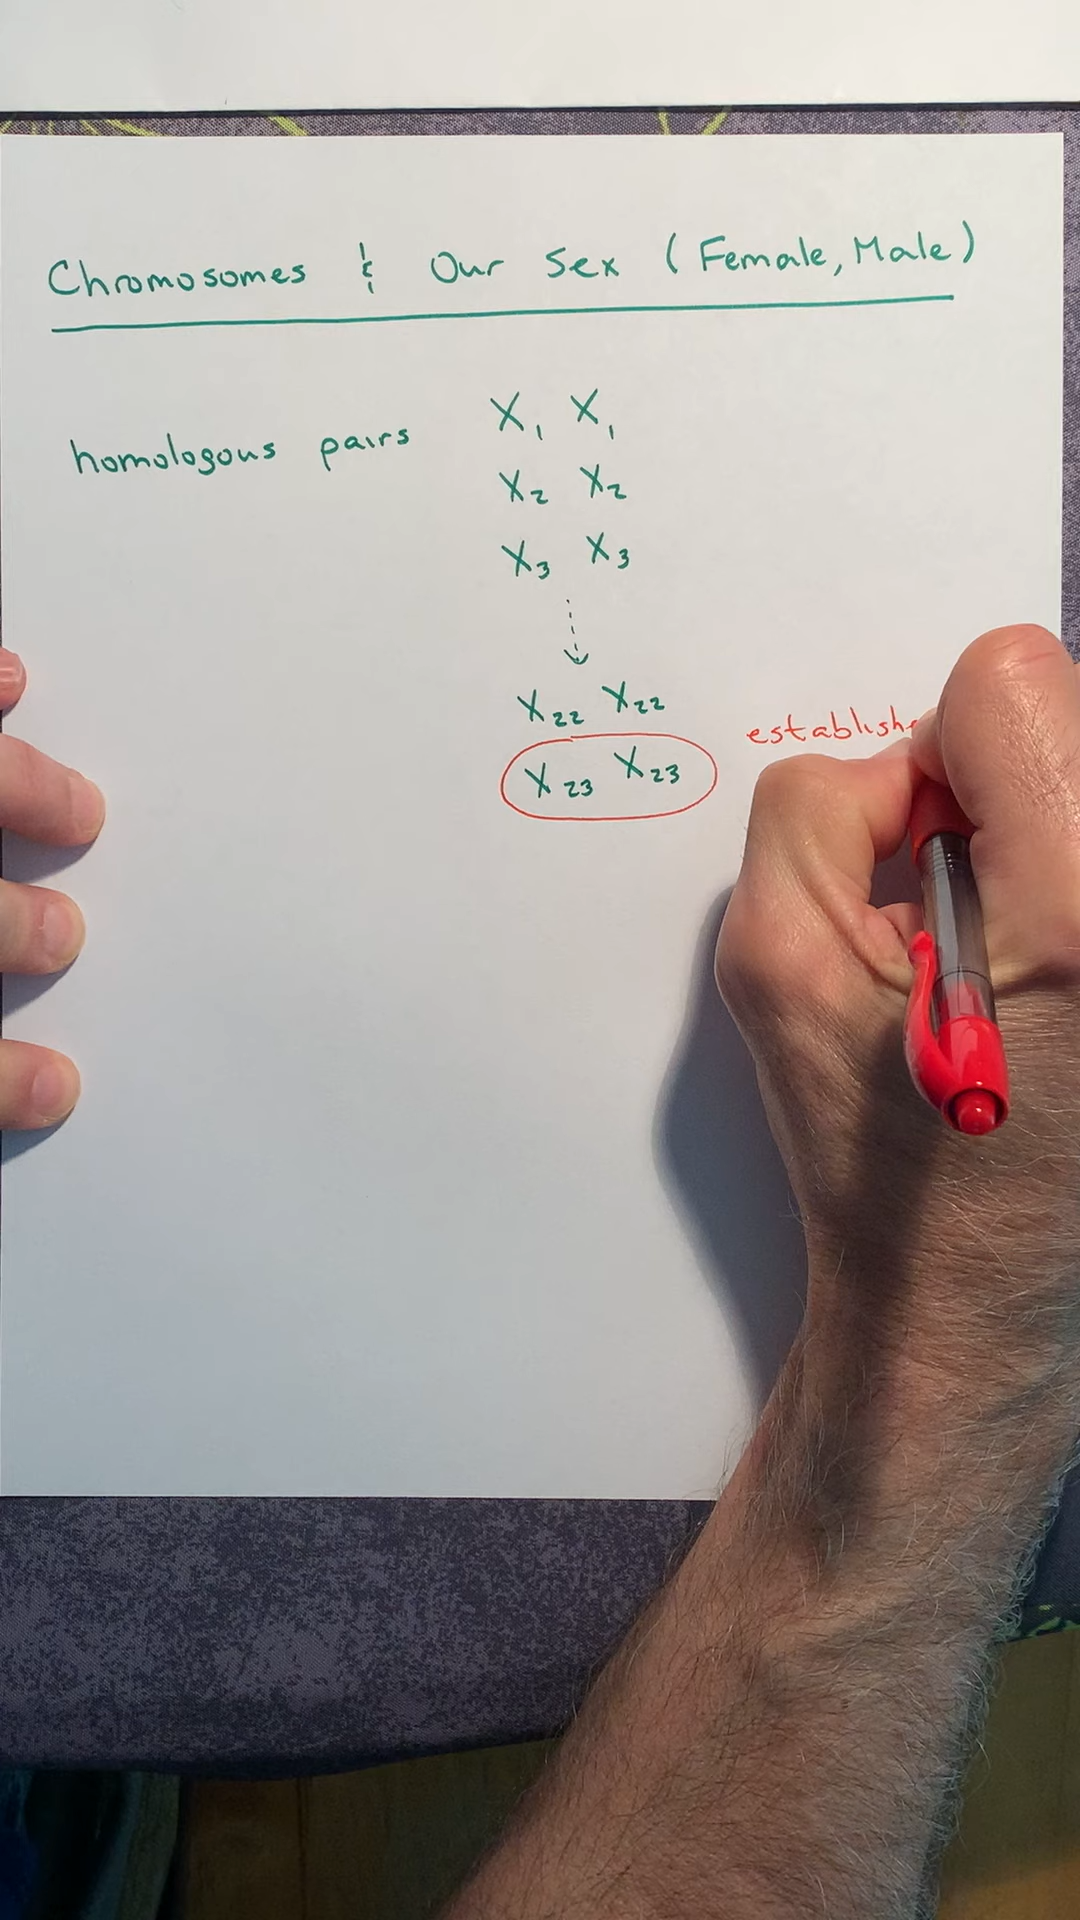 Chromosomes & Our Sex (Female, Male)
homologous pairs
X₁ X₁
X₂ X₂
X₃ X₃
X₂₂ X₂₂
X₂₃ X₂₃